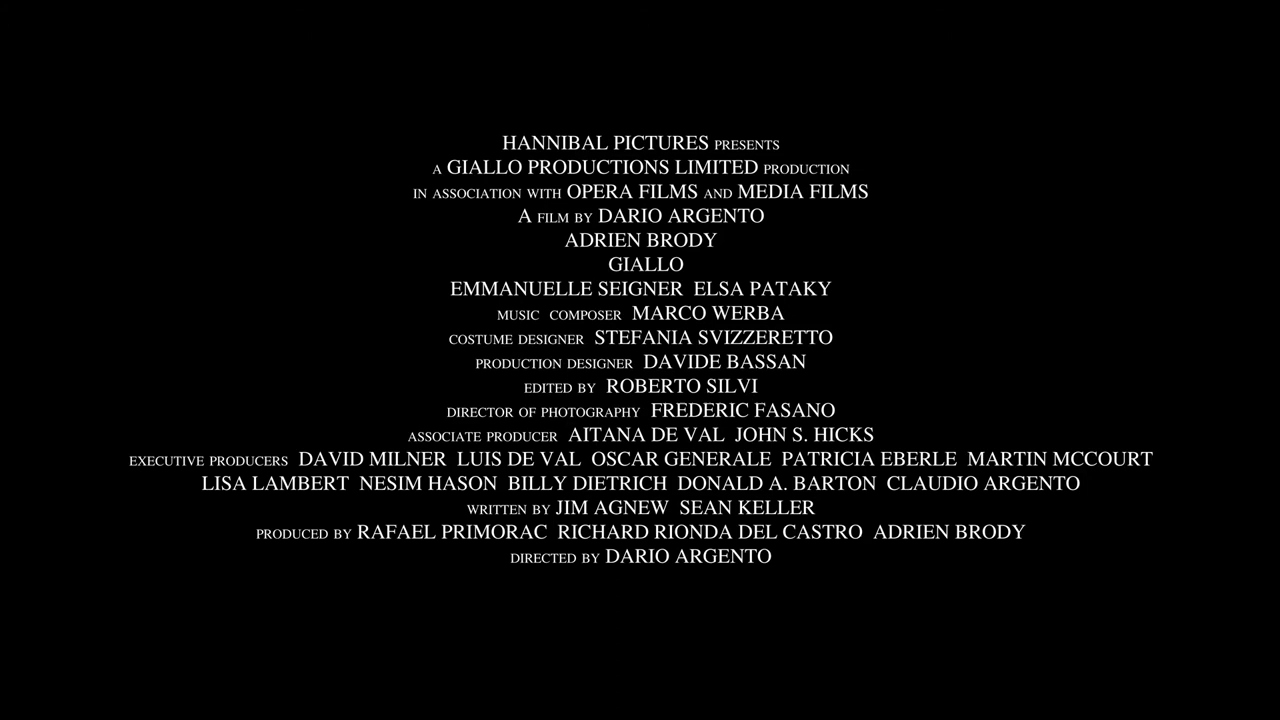 HANNIBAL PICTURES PRESENTS
A GIALLO PRODUCTIONS LIMITED PRODUCTION
IN ASSOCIATION WITH OPERA FILMS AND MEDIA FILMS
A FILM BY DARIO ARGENTO
ADRIEN BRODY
GIALLO
EMMANUELLE SEIGNER ELSA PATAKY
MUSIC COMPOSER MARCO WERBA
COSTUME DESIGNER STEFANIA SVIZZERETTO
PRODUCTION DESIGNER DAVIDE BASSAN
EDITED BY ROBERTO SILVI
DIRECTOR OF PHOTOGRAPHY FREDERIC FASANO
ASSOCIATE PRODUCER AITANA DE VAL JOHN S. HICKS
EXECUTIVE PRODUCERS DAVID MILNER LUIS DE VAL OSCAR GENERALE PATRICIA EBERLE MARTIN MCCOURT
LISA LAMBERT NESIM HASON BILLY DIETRICH DONALD A. BARTON CLAUDIO ARGENTO
WRITTEN BY JIM AGNEW SEAN KELLER
PRODUCED BY RAFAEL PRIMORAC RICHARD RIONDA DEL CASTRO ADRIEN BRODY
DIRECTED BY DARIO ARGENTO